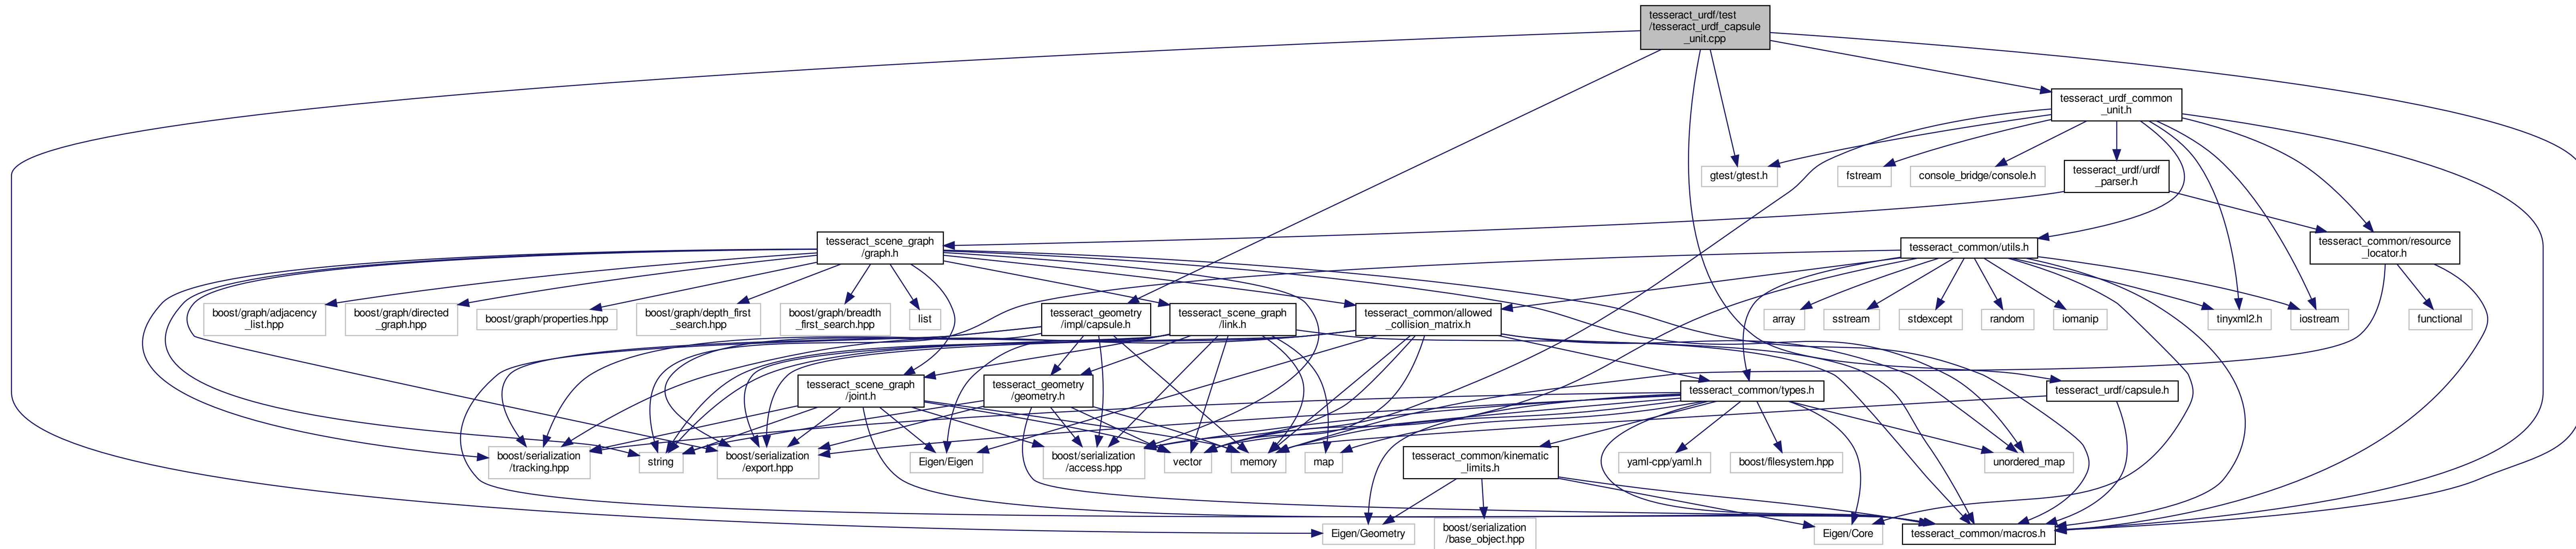 tesseract_urdf/test
/tesseract_urdf_capsule
_unit.cpp
tesseract_urdf_common
_unit.h
gtest/gtest.h
fstream
console_bridge/console.h
tesseract_urdf/urdf
_parser.h
tesseract_scene_graph
/graph.h
tesseract_common/utils.h
tesseract_common/resource
_locator.h
boost/graph/adjacency
_list.hpp
boost/graph/directed
_graph.hpp
boost/graph/properties.hpp
boost/graph/depth_first
_search.hpp
boost/graph/breadth
_first_search.hpp
list
tesseract_geometry
/impl/capsule.h
tesseract_scene_graph
/link.h
tesseract_common/allowed
_collision_matrix.h
array
sstream
stdexcept
random
iomanip
tinyxml2.h
iostream
functional
tesseract_scene_graph
/joint.h
tesseract_geometry
/geometry.h
tesseract_common/types.h
tesseract_urdf/capsule.h
boost/serialization
/tracking.hpp
string
boost/serialization
/export.hpp
Eigen/Eigen
boost/serialization
/access.hpp
vector
memory
map
tesseract_common/kinematic
_limits.h
yaml-cpp/yaml.h
boost/filesystem.hpp
unordered_map
Eigen/Geometry
boost/serialization
/base_object.hpp
Eigen/Core
tesseract_common/macros.h